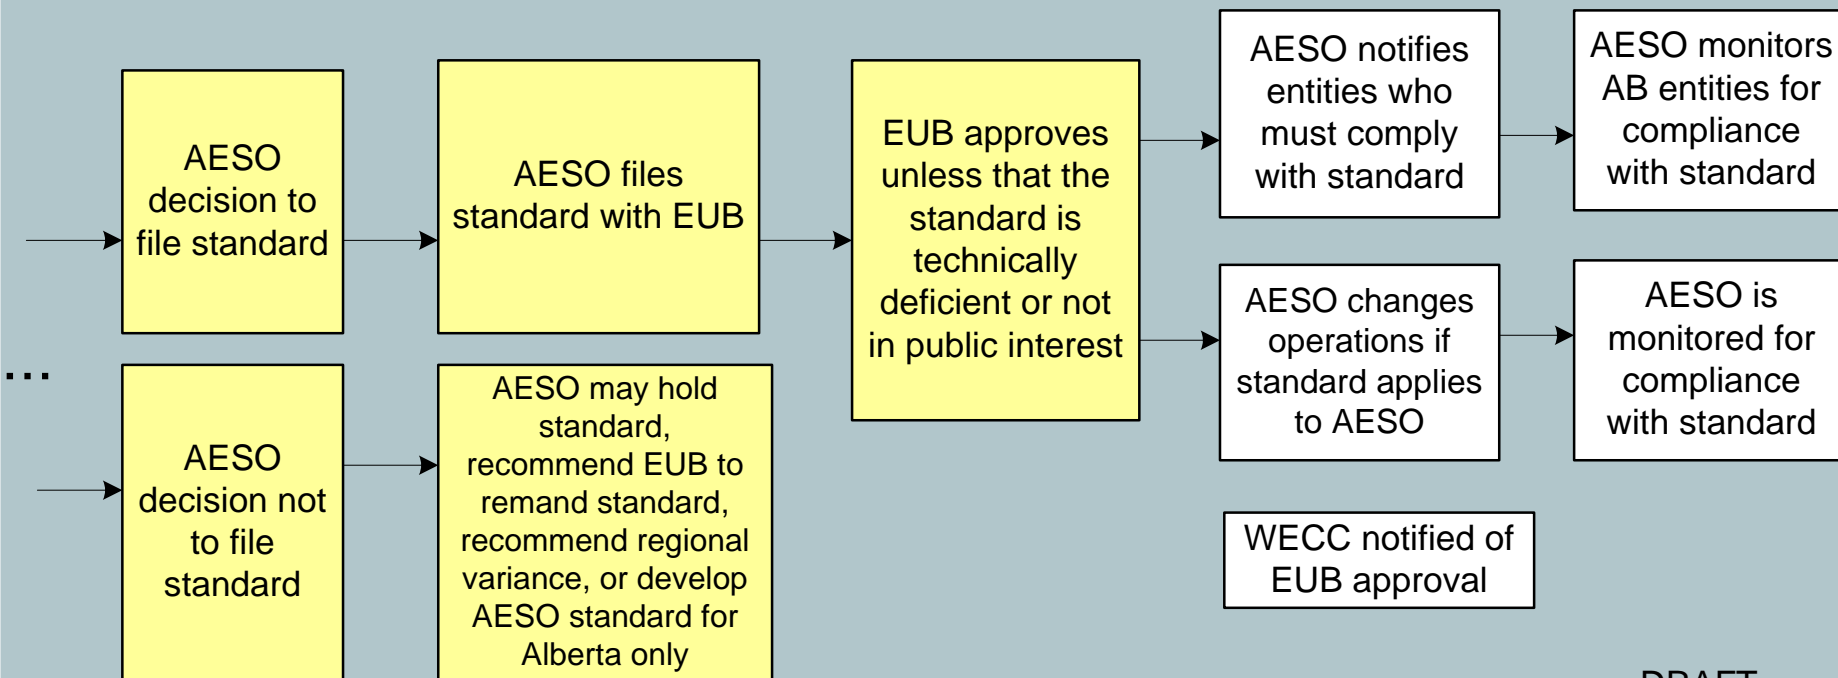 AESO
decision to
file standard
AESO files
standard with EUB
EUB approves
unless that the
standard is
technically
deficient or not
in public interest
AESO notifies
entities who
must comply
with standard
AESO monitors
AB entities for
compliance
with standard
AESO changes
operations if
standard applies
to AESO
AESO is
monitored for
compliance
with standard
...
AESO
decision not
to file
standard
AESO may hold
standard,
recommend EUB to
remand standard,
recommend regional
variance, or develop
AESO standard for
Alberta only
WECC notified of
EUB approval
DRAFT